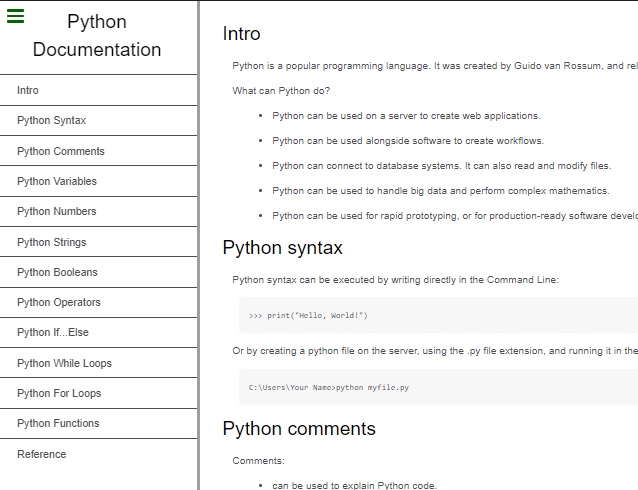 Python
Documentation
Intro
Python Syntax
Python Comments
Python Variables
Python Numbers
Python Strings
Python Booleans
Python Operators
Python If...Else
Python While Loops
Python For Loops
Python Functions
Reference
Intro
Python is a popular programming language. It was created by Guido van Rossum, and rel
What can Python do?
• Python can be used on a server to create web applications.
• Python can be used alongside software to create workflows.
• Python can connect to database systems. It can also read and modify files.
• Python can be used to handle big data and perform complex mathematics.
• Python can be used for rapid prototyping, or for production-ready software develo
Python syntax
Python syntax can be executed by writing directly in the Command Line:
>>> print("Hello, World!")
Or by creating a python file on the server, using the .py file extension, and running it in the
C:\Users\Your Name>python myfile.py
Python comments
Comments:
• can be used to explain Python code.